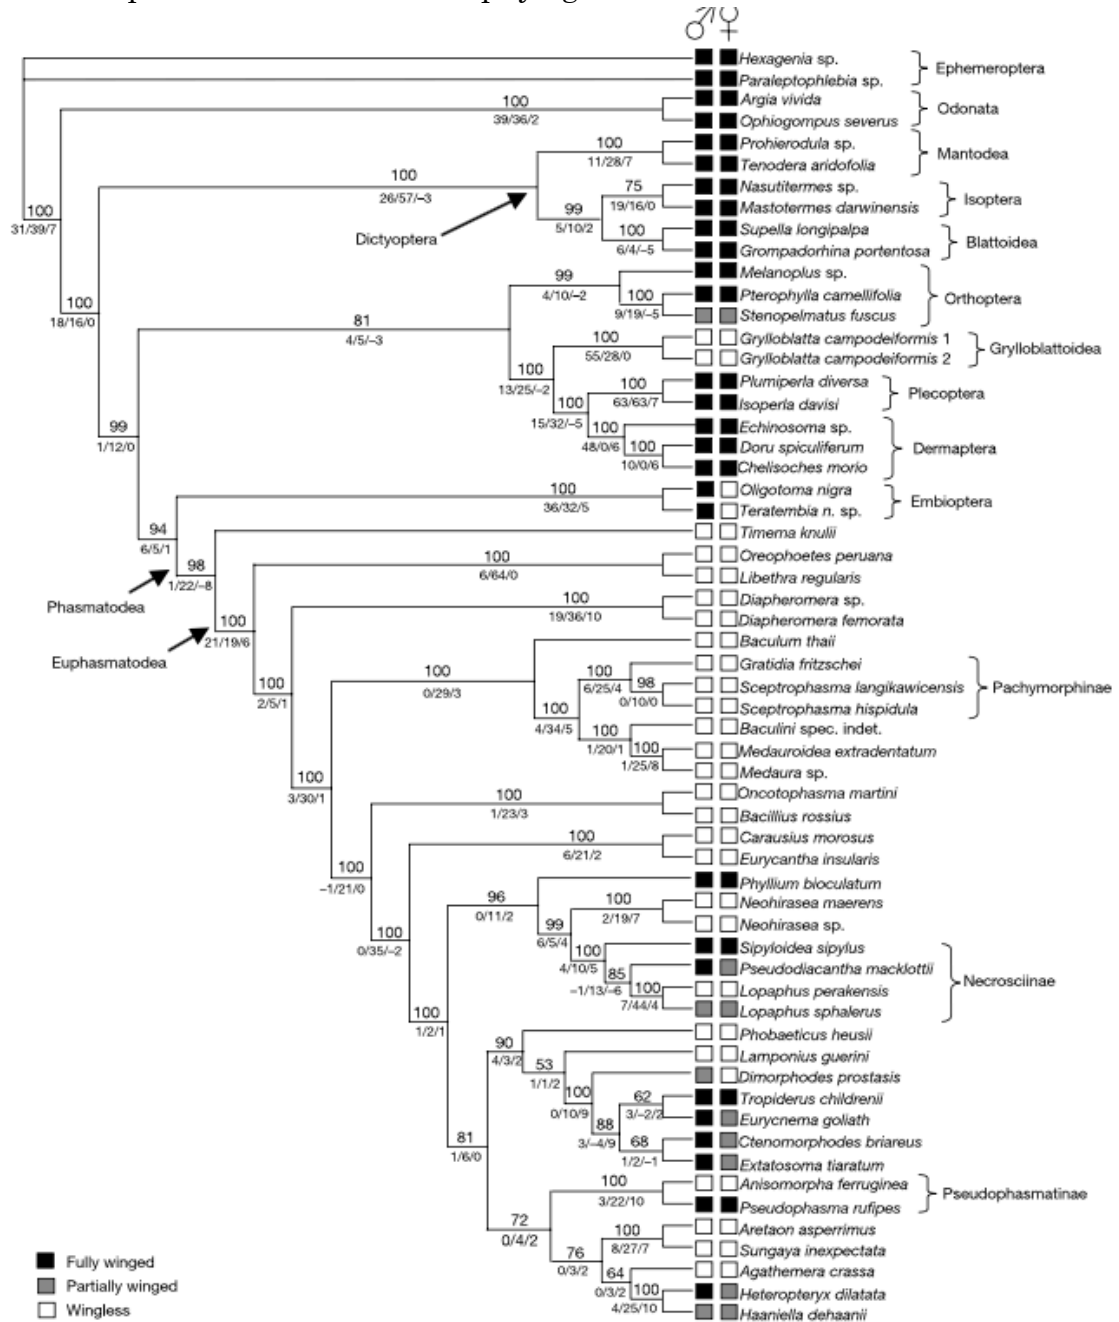 ♂ ♀
Hexagenia sp.
Ephemeroptera
Paraleptophlebia sp.
100
Argia vivida
39/36/2
Odonata
Ophiogompus severus
100
Prohierodula sp.
11/28/7
Mantodea
Tenodera aridofolia
100
26/57/–3
75
Nasutitermes sp.
19/16/0
Isoptera
Mastotermes darwinensis
99
5/10/2
100
Supella longipalpa
6/4/–5
Blattoidea
Grompadorhina portentosa
Dictyoptera
100
31/39/7
99
4/10/–2
Melanoplus sp.
100
Pterophylla camellifolia
9/19/–5
Orthoptera
Stenopelmatus fuscus
100
18/16/0
81
4/5/–3
100
Grylloblatta campodeiformis 1
55/28/0
Grylloblattoidea
Grylloblatta campodeiformis 2
100
13/25/–2
100
Plumiperla diversa
63/63/7
Plecoptera
Isoperla davisi
100
15/32/–5
100
48/0/6
Echinosoma sp.
100
Doru spiculiferum
10/0/6
Dermaptera
Chelisoches morio
99
1/12/0
100
Oligotoma nigra
36/32/5
Embioptera
Teratembia n. sp.
94
6/5/1
98
1/22/–8
Timema knulii
Phasmatodea
100
Oreophoetes peruana
6/64/0
Libethra regularis
100
21/19/6
Euphasmatodea
100
Diapheromera sp.
19/36/10
Diapheromera femorata
100
2/5/1
Baculum thaii
100
0/29/3
100
Gratidia fritzschei
6/25/4
98
Sceptrophasma langikawicensis
0/10/0
Pachymorphinae
Sceptrophasma hispidula
100
4/34/5
100
Baculini spec. indet.
1/20/1
100
Medauroidea extradentatum
1/25/8
Medaura sp.
100
3/30/1
100
Oncotophasma martini
1/23/3
Bacillius rossius
100
Carausius morosus
6/21/2
Eurycantha insularis
100
–1/21/0
96
0/11/2
Phyllium bioculatum
100
Neohirasea maerens
2/19/7
Neohirasea sp.
99
6/5/4
100
0/35/–2
100
4/10/5
Sipyloidea sipylus
85
Pseudodiacantha macklottii
–1/13/–6
Necrosciinae
100
Lopaphus perakensis
7/44/4
Lopaphus sphalerus
100
1/2/1
90
4/3/2
Phobaeticus heusii
53
1/1/2
Lamponius guerini
100
0/10/9
Dimorphodes prostasis
62
Tropiderus childrenii
3/–2/2
Eurycnema goliath
88
3/–4/9
68
Ctenomorphodes briareus
1/2/–1
Extatosoma tiaratum
81
1/6/0
100
Anisomorpha ferruginea
3/22/10
Pseudophasmatinae
Pseudophasma rufipes
72
0/4/2
100
Aretaon asperrimus
8/27/7
Sungaya inexpectata
76
0/3/2
64
Agathemera crassa
0/3/2
100
Heteropteryx dilatata
4/25/10
Haaniella dehaanii
Fully winged
Partially winged
Wingless